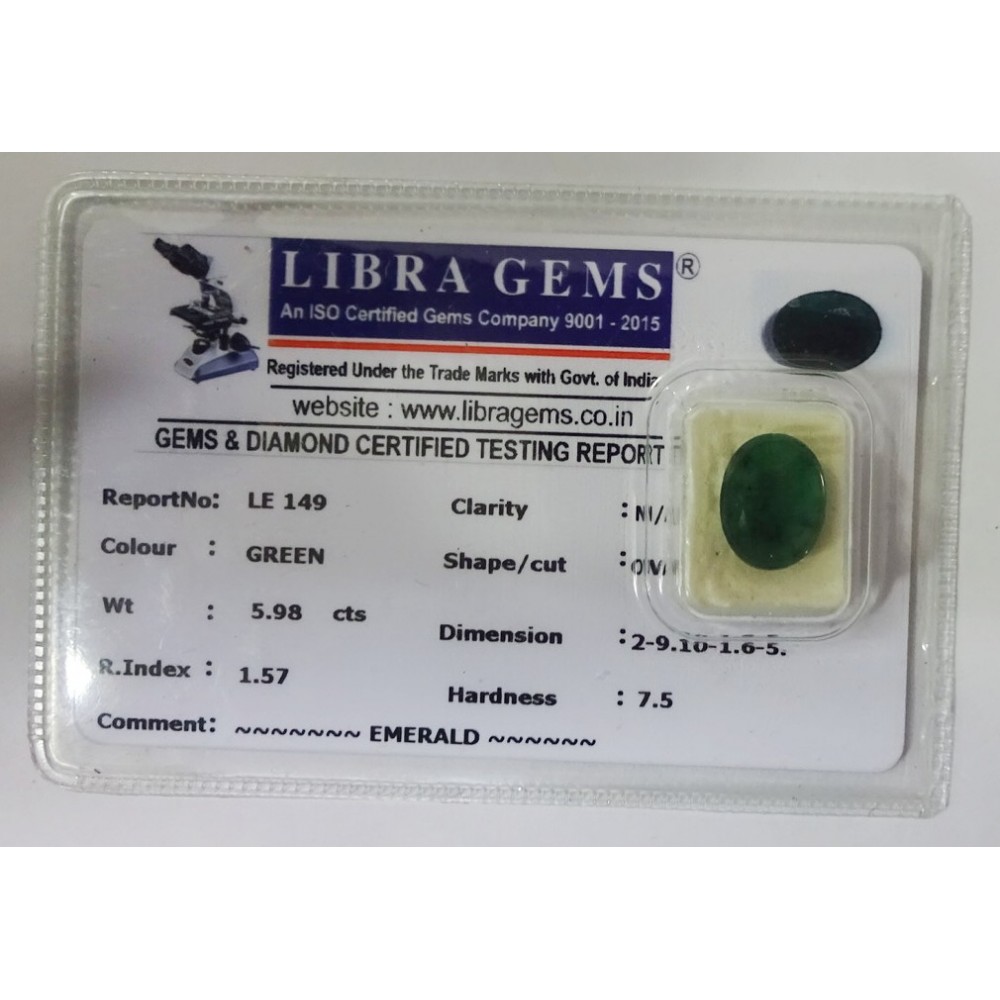 LIBRA GEMS ®
An ISO Certified Gems Company 9001 - 2015
Registered Under the Trade Marks with Govt. of India
website : www.libragems.co.in
GEMS & DIAMOND CERTIFIED TESTING REPORT
ReportNo: LE 149
Clarity :
Colour : GREEN
Shape/cut :
Wt : 5.98 cts
Dimension :
R.Index : 1.57
Hardness : 7.5
Comment: ~~~~~~~ EMERALD ~~~~~~